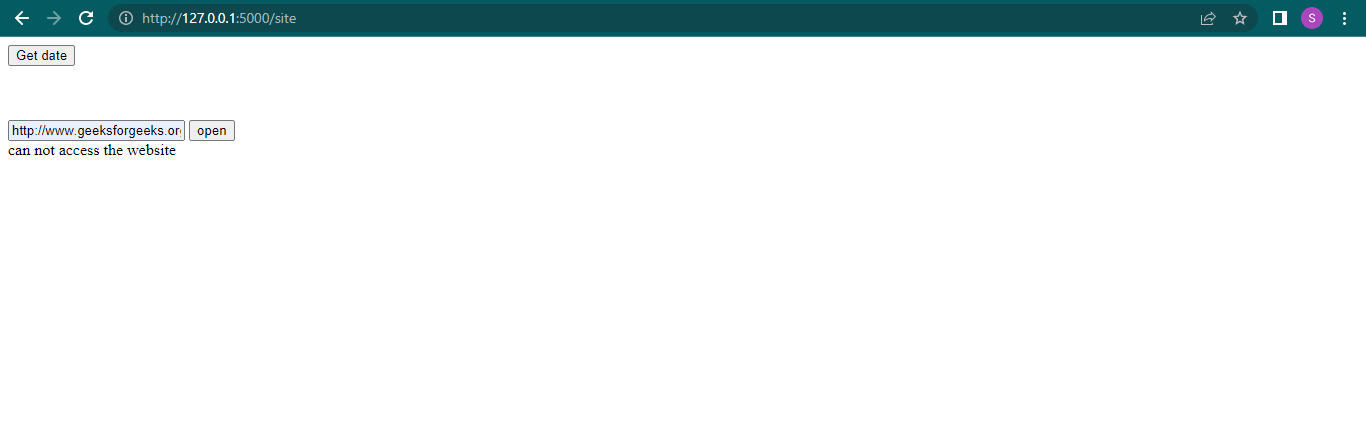 http://127.0.0.1:5000/site
S
Get date
http://www.geeksforgeeks.or
open
can not access the website